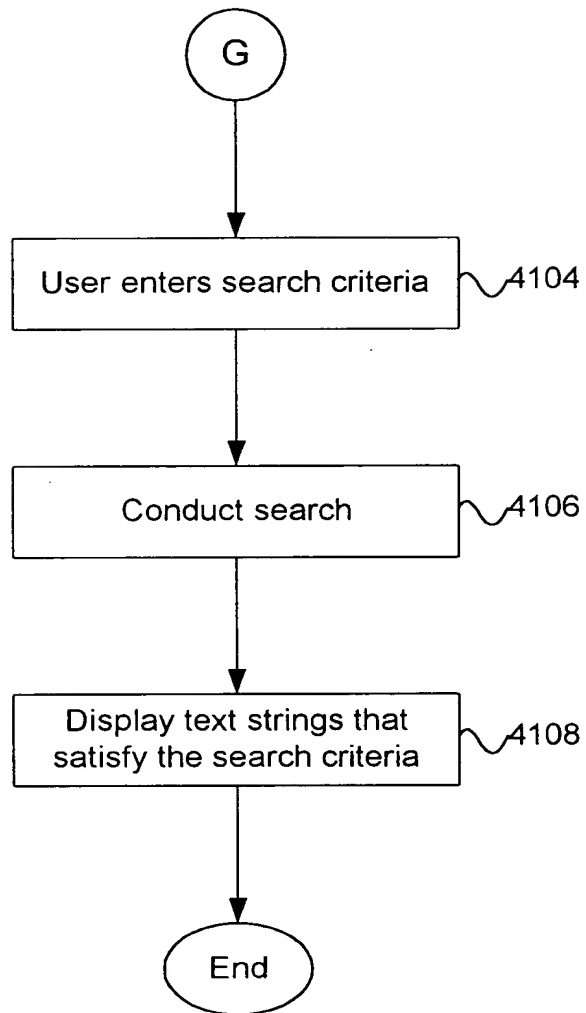 G
User enters search criteria
4104
Conduct search
4106
Display text strings that
satisfy the search criteria
4108
End